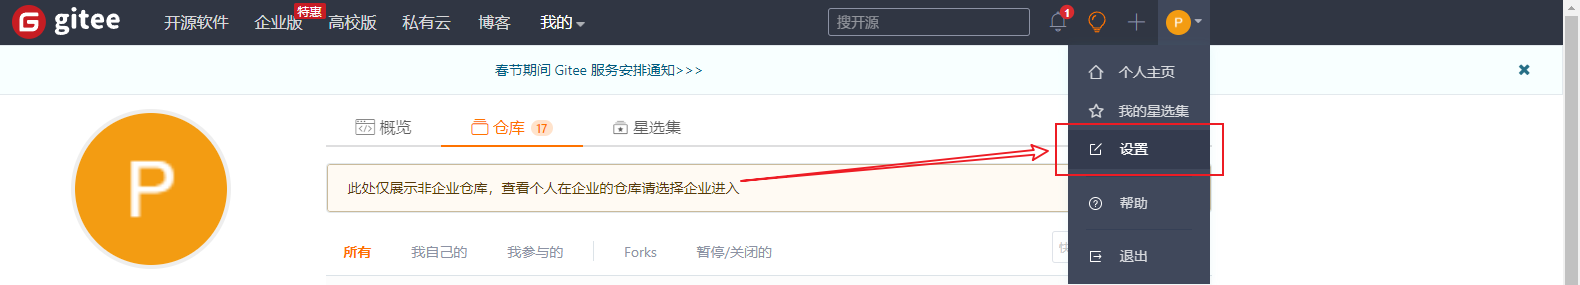 gitee 开源软件 企业版 特惠 高校版 私有云 博客 我的 搜开源 1 P
春节期间 Gitee 服务安排通知>>>
个人主页
我的星选集
设置
帮助
退出
P
概览 仓库 17 星选集
此处仅展示非企业仓库，查看个人在企业的仓库请选择企业进入
所有 我自己的 我参与的 Forks 暂停/关闭的